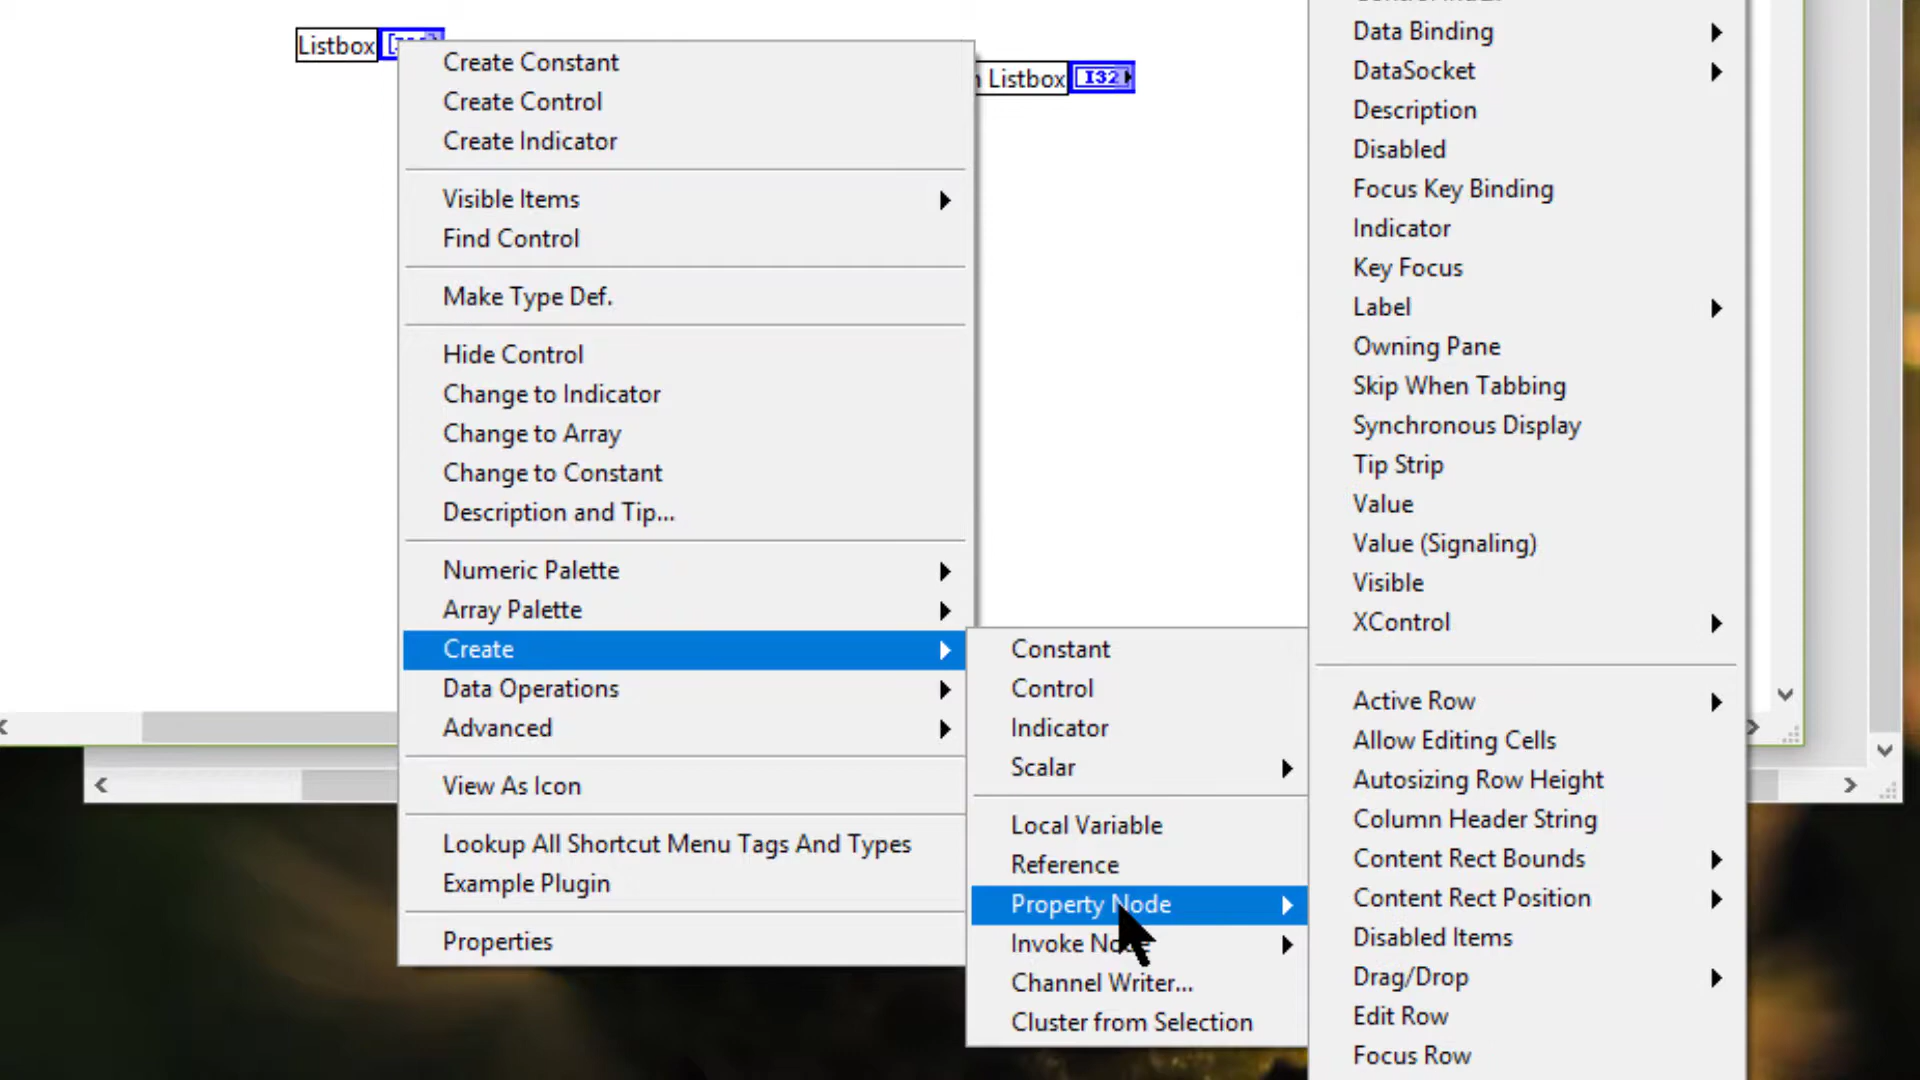 Listbox
Listbox I32
Create Constant
Create Control
Create Indicator
Visible Items
Find Control
Make Type Def.
Hide Control
Change to Indicator
Change to Array
Change to Constant
Description and Tip...
Numeric Palette
Array Palette
Create
Data Operations
Advanced
View As Icon
Lookup All Shortcut Menu Tags And Types
Example Plugin
Properties
Constant
Control
Indicator
Scalar
Local Variable
Reference
Property Node
Invoke Node
Channel Writer...
Cluster from Selection
Data Binding
DataSocket
Description
Disabled
Focus Key Binding
Indicator
Key Focus
Label
Owning Pane
Skip When Tabbing
Synchronous Display
Tip Strip
Value
Value (Signaling)
Visible
XControl
Active Row
Allow Editing Cells
Autosizing Row Height
Column Header String
Content Rect Bounds
Content Rect Position
Disabled Items
Drag/Drop
Edit Row
Focus Row